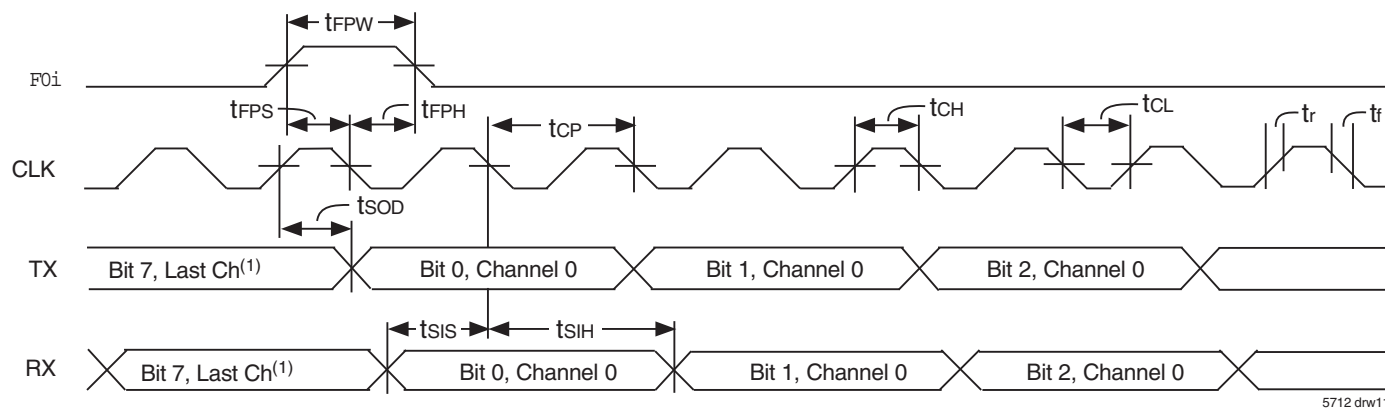 tFPW
F0i
tFPS
tFPH
tCP
tCH
tCL
tr
tf
CLK
tSOD
TX
Bit 7, Last Ch(1)
Bit 0, Channel 0
Bit 1, Channel 0
Bit 2, Channel 0
tSIS
tSIH
RX
Bit 7, Last Ch(1)
Bit 0, Channel 0
Bit 1, Channel 0
Bit 2, Channel 0